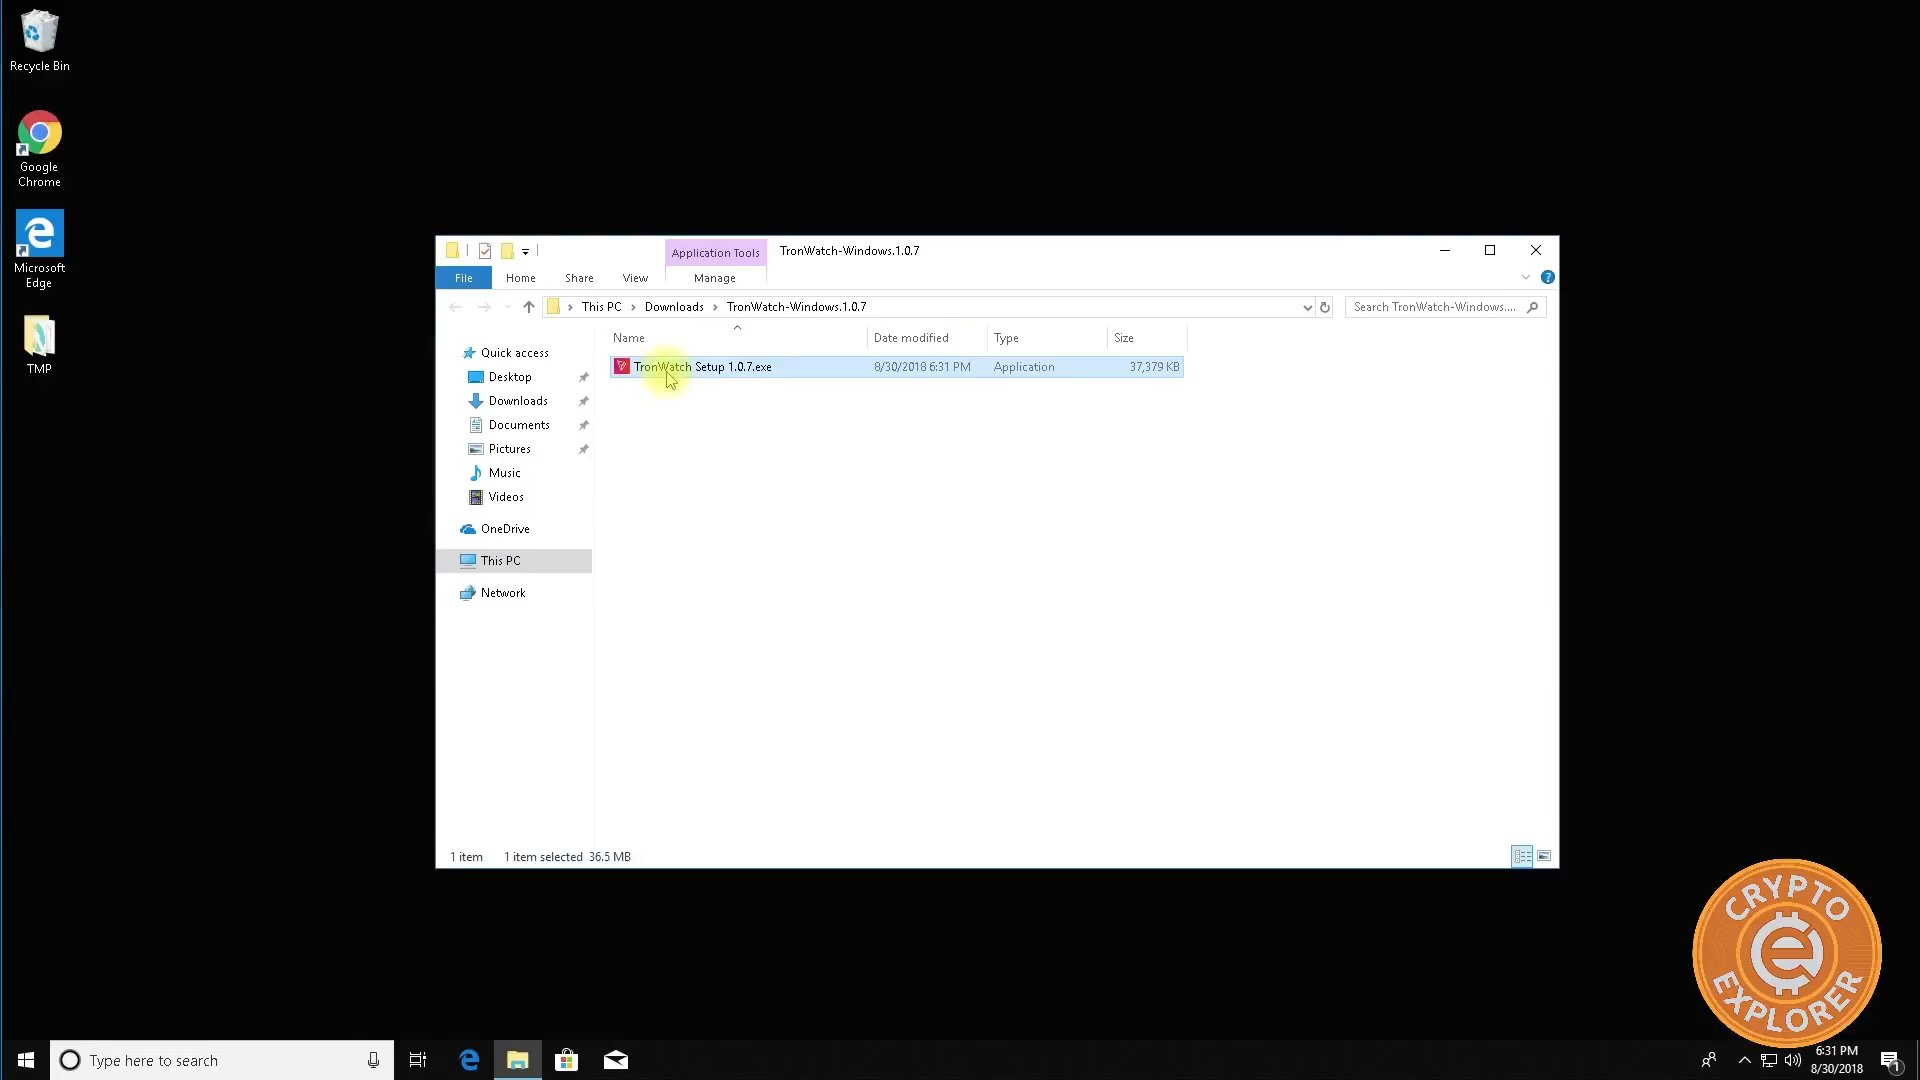 Recycle Bin
Google
Chrome
Microsoft
Edge
TMP
Application Tools
TronWatch-Windows.1.0.7
File
Home
Share
View
Manage
This PC
Downloads
TronWatch-Windows.1.0.7
Search TronWatch-Windows....
Name
Date modified
Type
Size
TronWatch Setup 1.0.7.exe
8/30/2018 6:31 PM
Application
37,379 KB
Quick access
Desktop
Downloads
Documents
Pictures
Music
Videos
OneDrive
This PC
Network
1 item
1 item selected 36.5 MB
CRYPTO
EXPLORER
Type here to search
6:31 PM
8/30/2018
1